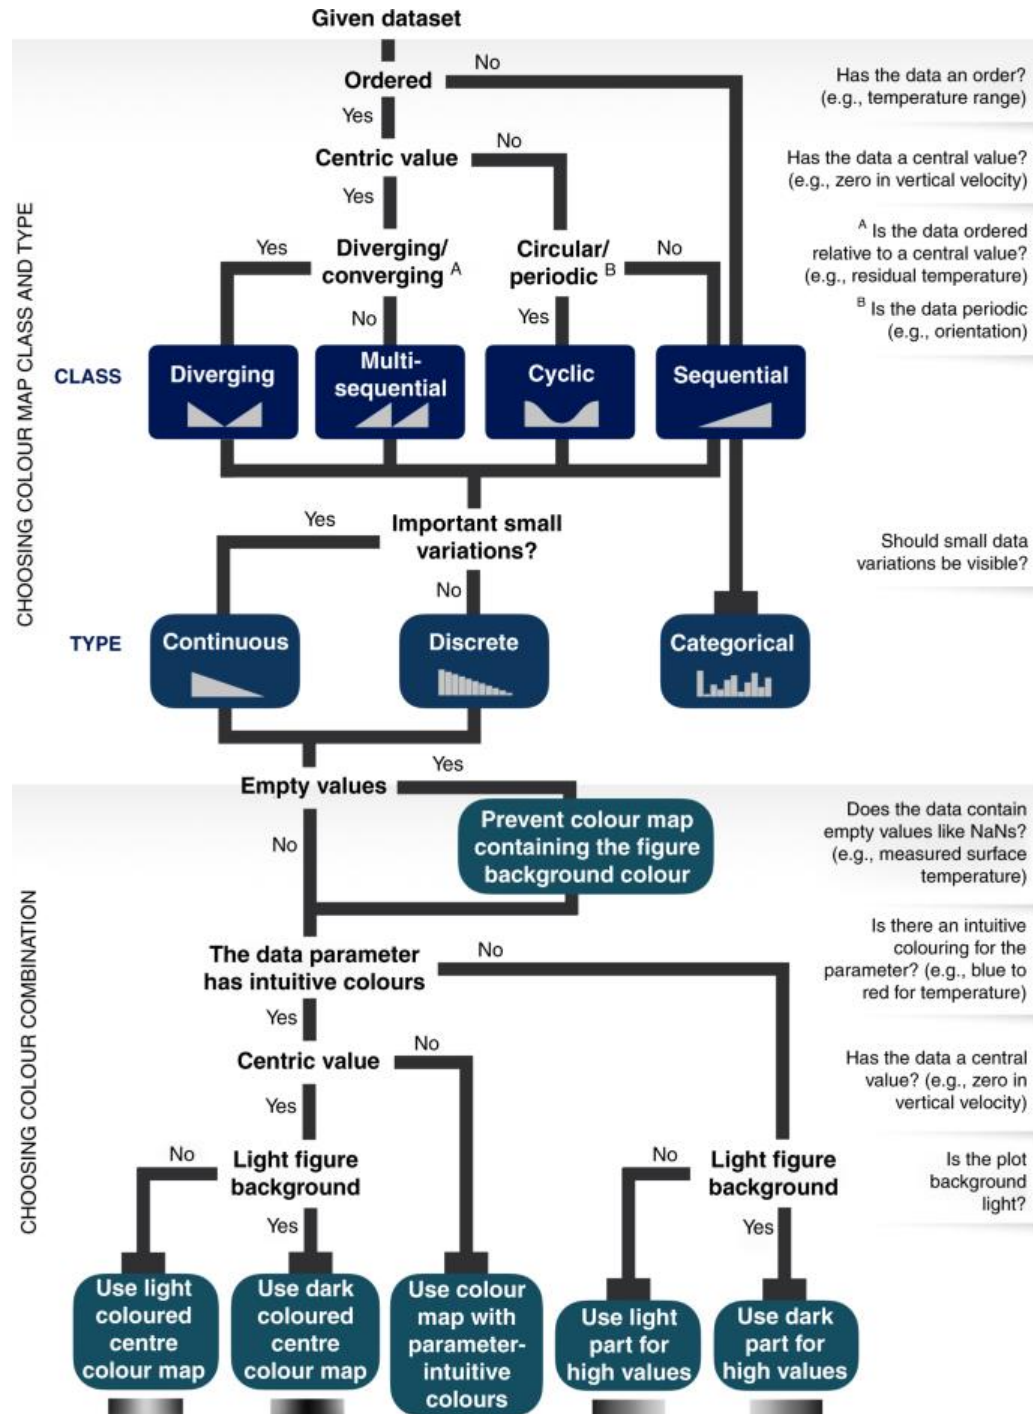 Given dataset
Ordered
No
Has the data an order?
(e.g., temperature range)
Yes
Centric value
No
Has the data a central value?
(e.g., zero in vertical velocity)
Yes
Yes
Diverging/
converging A
No
Circular/
periodic B
No
Yes
A Is the data ordered
relative to a central value?
(e.g., residual temperature)
B Is the data periodic
(e.g., orientation)
CHOOSING COLOUR MAP CLASS AND TYPE
CLASS
Diverging
Multi-
sequential
Cyclic
Sequential
Yes
Important small
variations?
No
Should small data
variations be visible?
TYPE
Continuous
Discrete
Categorical
Empty values
Yes
No
Prevent colour map
containing the figure
background colour
Does the data contain
empty values like NaNs?
(e.g., measured surface
temperature)
CHOOSING COLOUR COMBINATION
The data parameter
has intuitive colours
No
Yes
Is there an intuitive
colouring for the
parameter? (e.g., blue to
red for temperature)
Centric value
No
Yes
Has the data a central
value? (e.g., zero in
vertical velocity)
No
Light figure
background
Yes
No
Light figure
background
Yes
Is the plot
background
light?
Use light
coloured
centre
colour map
Use dark
coloured
centre
colour map
Use colour
map with
parameter-
intuitive
colours
Use light
part for
high values
Use dark
part for
high values